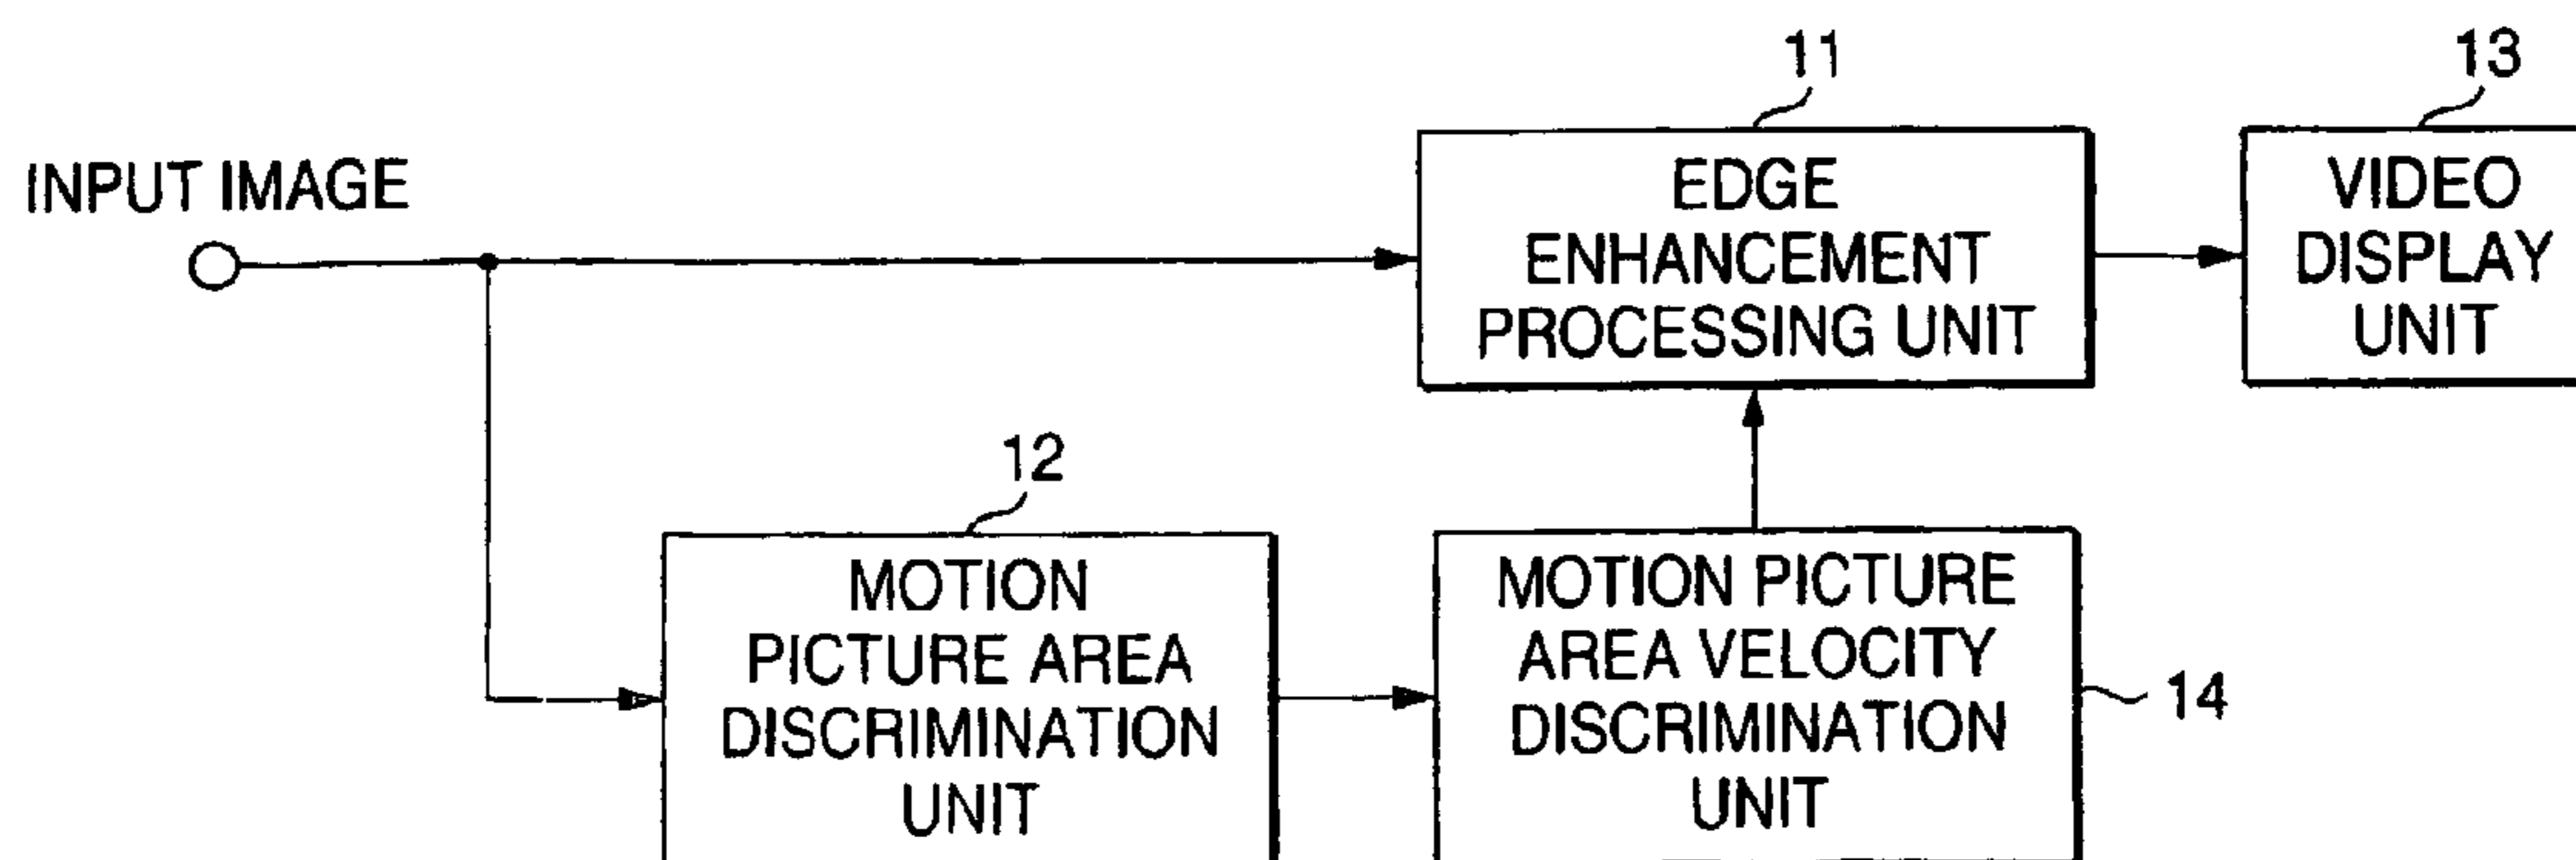 11
13
INPUT IMAGE
EDGE
ENHANCEMENT
PROCESSING UNIT
VIDEO
DISPLAY
UNIT
12
MOTION
PICTURE AREA
DISCRIMINATION
UNIT
MOTION PICTURE
AREA VELOCITY
DISCRIMINATION
UNIT
14